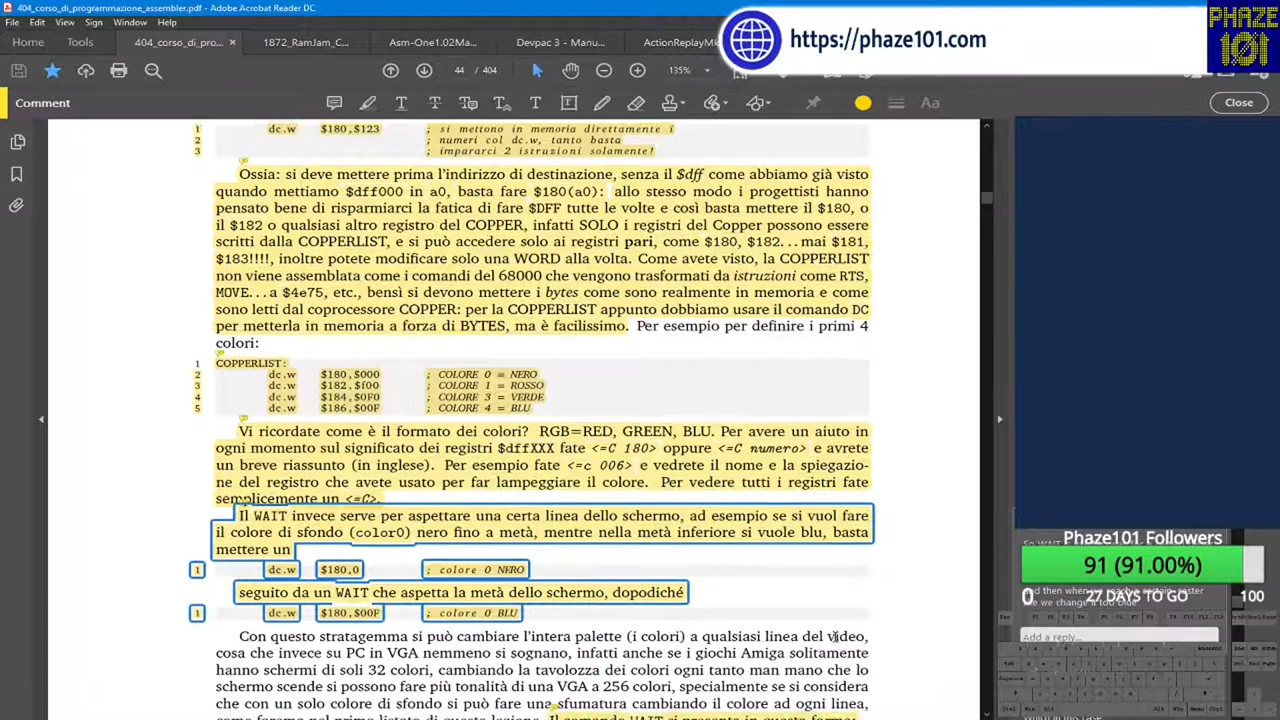 404_corso_di_programmazione_assembler.pdf - Adobe Acrobat Reader DC
File Edit View Sign Window Help
Home Tools 404_corso_di_pro... × 1872_RamJam_C... Asm-One1.02Ma... Devpac 3 - Manu... ActionReplayMk
https://phaze101.com
PHAZE
101
44 / 404 135%
Comment
Close
1 dc.w $180,$123 ; si mettono in memoria direttamente i
2 ; numeri col dc.w, tanto basta
3 ; impararci 2 istruzioni solamente!
Ossia: si deve mettere prima l'indirizzo di destinazione, senza il $dff come abbiamo già visto
quando mettiamo $dff000 in a0, basta fare $180(a0): allo stesso modo i progettisti hanno
pensato bene di risparmiarci la fatica di fare $DFF tutte le volte e così basta mettere il $180, o
il $182 o qualsiasi altro registro del COPPER, infatti SOLO i registri del Copper possono essere
scritti dalla COPPERLIST, e si può accedere solo ai registri pari, come $180, $182...mai $181,
$183!!!!, inoltre potete modificare solo una WORD alla volta. Come avete visto, la COPPERLIST
non viene assemblata come i comandi del 68000 che vengono trasformati da istruzioni come RTS,
MOVE...a $4e75, etc., bensì si devono mettere i bytes come sono realmente in memoria e come
sono letti dal coprocessore COPPER: per la COPPERLIST appunto dobbiamo usare il comando DC
per metterla in memoria a forza di BYTES, ma è facilissimo. Per esempio per definire i primi 4
colori:
1 COPPERLIST:
2 dc.w $180,$000 ; COLORE 0 = NERO
3 dc.w $182,$f00 ; COLORE 1 = ROSSO
4 dc.w $184,$0F0 ; COLORE 3 = VERDE
5 dc.w $186,$00F ; COLORE 4 = BLU
Vi ricordate come è il formato dei colori? RGB=RED, GREEN, BLU. Per avere un aiuto in
ogni momento sul significato dei registri $dffXXX fate <=C 180> oppure <=C numero> e avrete
un breve riassunto (in inglese). Per esempio fate <=c 006> e vedrete il nome e la spiegazio-
ne del registro che avete usato per far lampeggiare il colore. Per vedere tutti i registri fate
semplicemente un <=C>.
Il WAIT invece serve per aspettare una certa linea dello schermo, ad esempio se si vuol fare
il colore di sfondo (color0) nero fino a metà, mentre nella metà inferiore si vuole blu, basta
mettere un
1 dc.w $180,0 ; colore 0 NERO
seguito da un WAIT che aspetta la metà dello schermo, dopodiché
1 dc.w $180,$00F ; colore 0 BLU
Con questo stratagemma si può cambiare l'intera palette (i colori) a qualsiasi linea del video,
cosa che invece su PC in VGA nemmeno si sognano, infatti anche se i giochi Amiga solitamente
hanno schermi di soli 32 colori, cambiando la tavolozza dei colori ogni tanto man mano che lo
schermo scende si possono fare più tonalità di una VGA a 256 colori, specialmente se si considera
che con un solo colore di sfondo si può fare una sfumatura cambiando il colore ad ogni linea,
come faremo nel primo listato di questa lezione. Il comando WAIT si presenta in questa forma:
Phaze101 Followers
91 (91.00%)
0 27 DAYS TO GO 100
Add a reply...